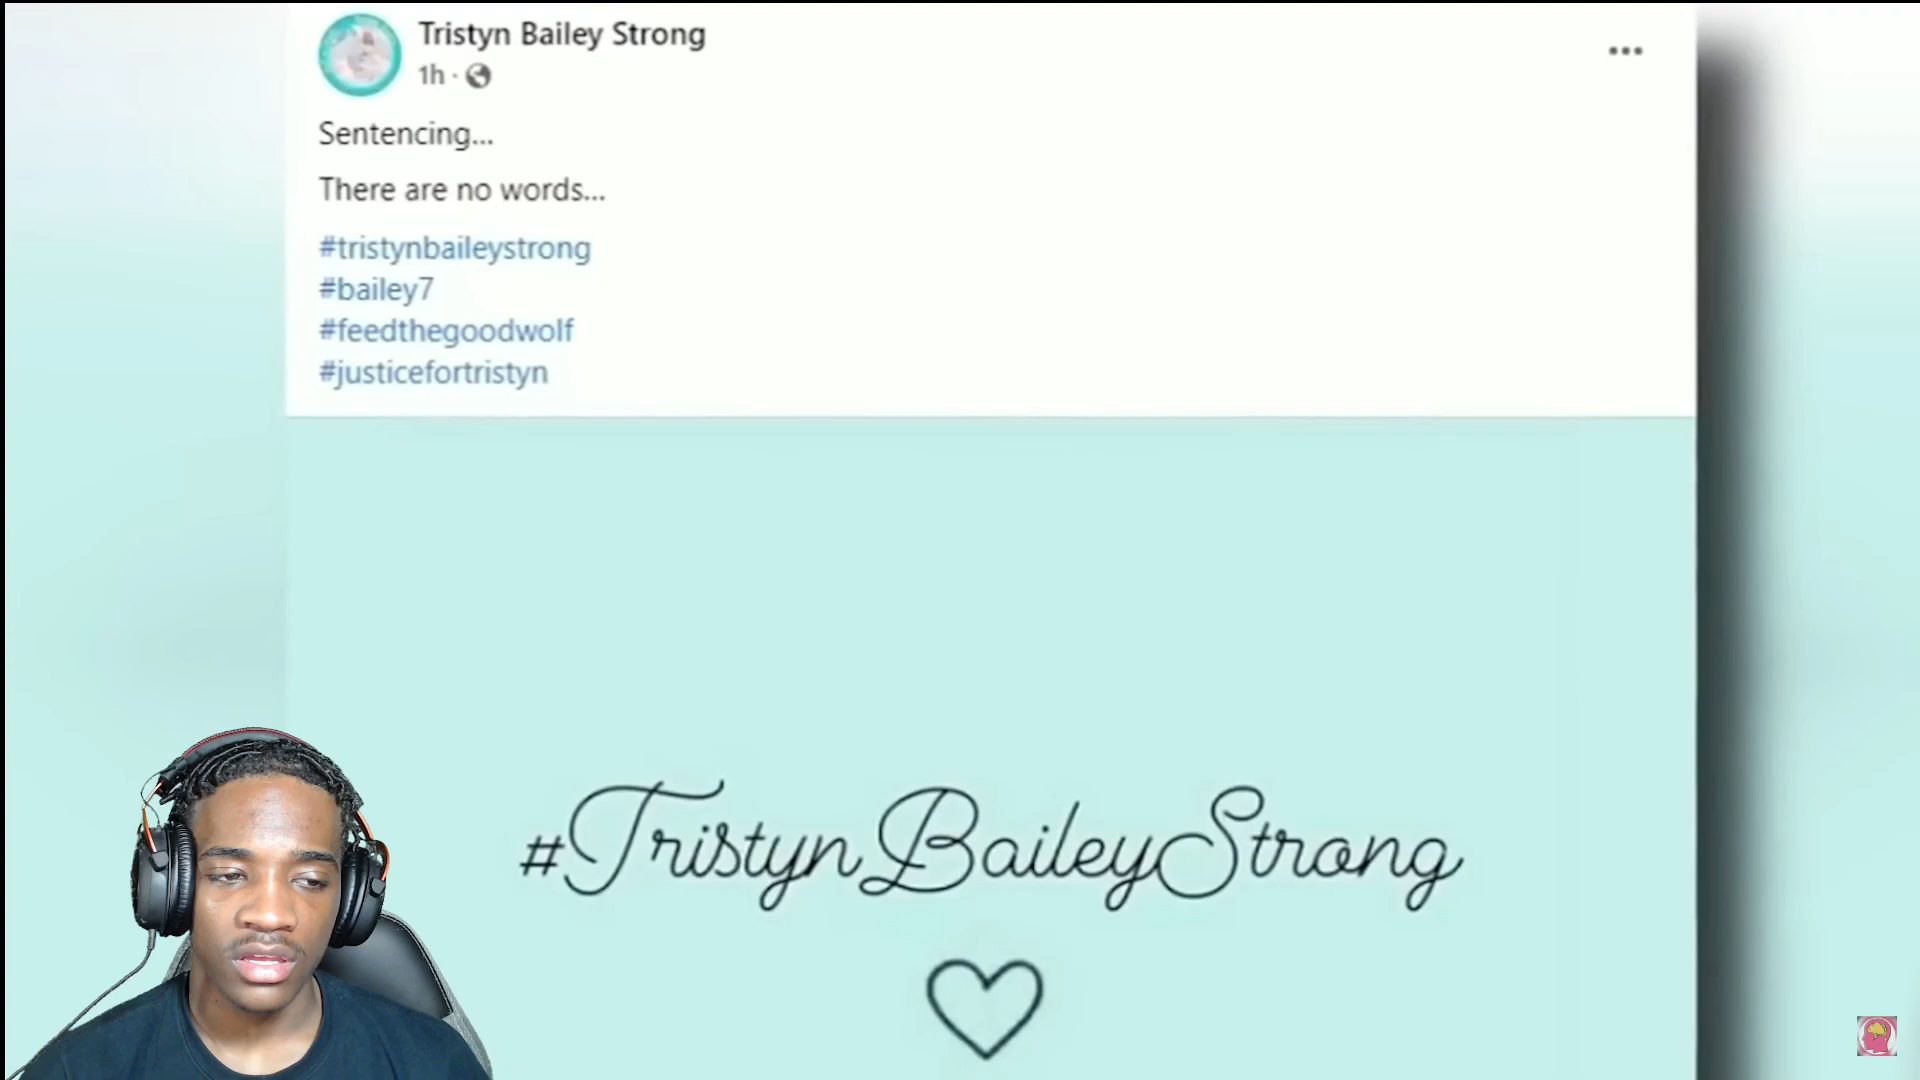 Tristyn Bailey Strong
1h ·
Sentencing...
There are no words...
#tristynbaileystrong
#bailey7
#feedthegoodwolf
#justicefortristyn
#TristynBaileyStrong